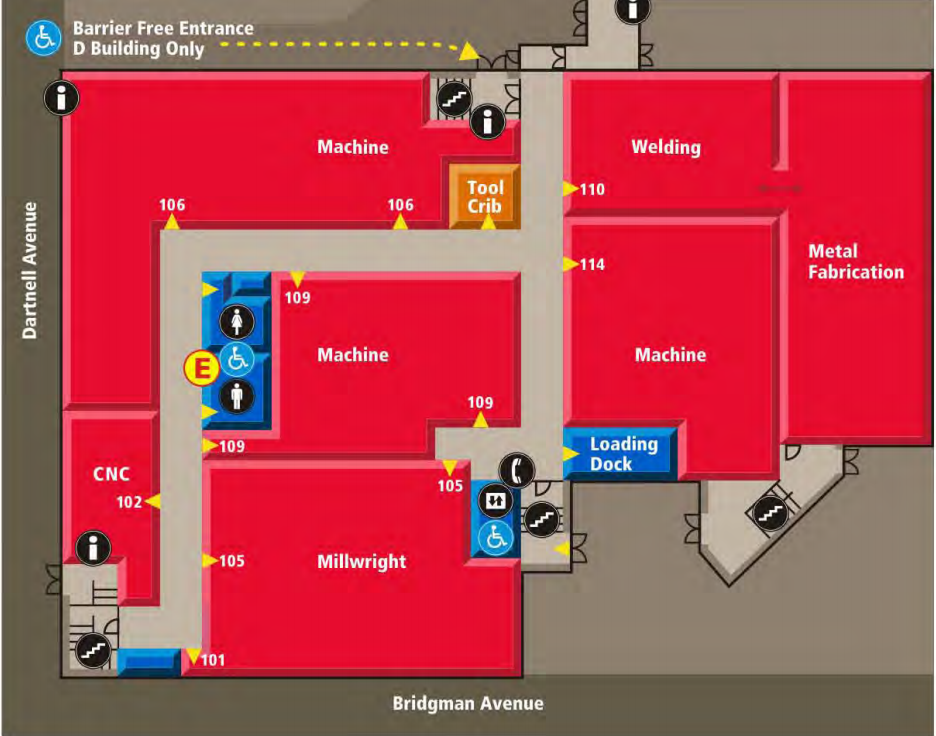 Barrier Free Entrance
D Building Only
i
i
i
Machine
Welding
Tool
Crib
110
106
106
Dartnell Avenue
Metal
Fabrication
114
109
Machine
Machine
E
109
109
Loading
Dock
CNC
105
102
i
105
Millwright
101
Bridgman Avenue